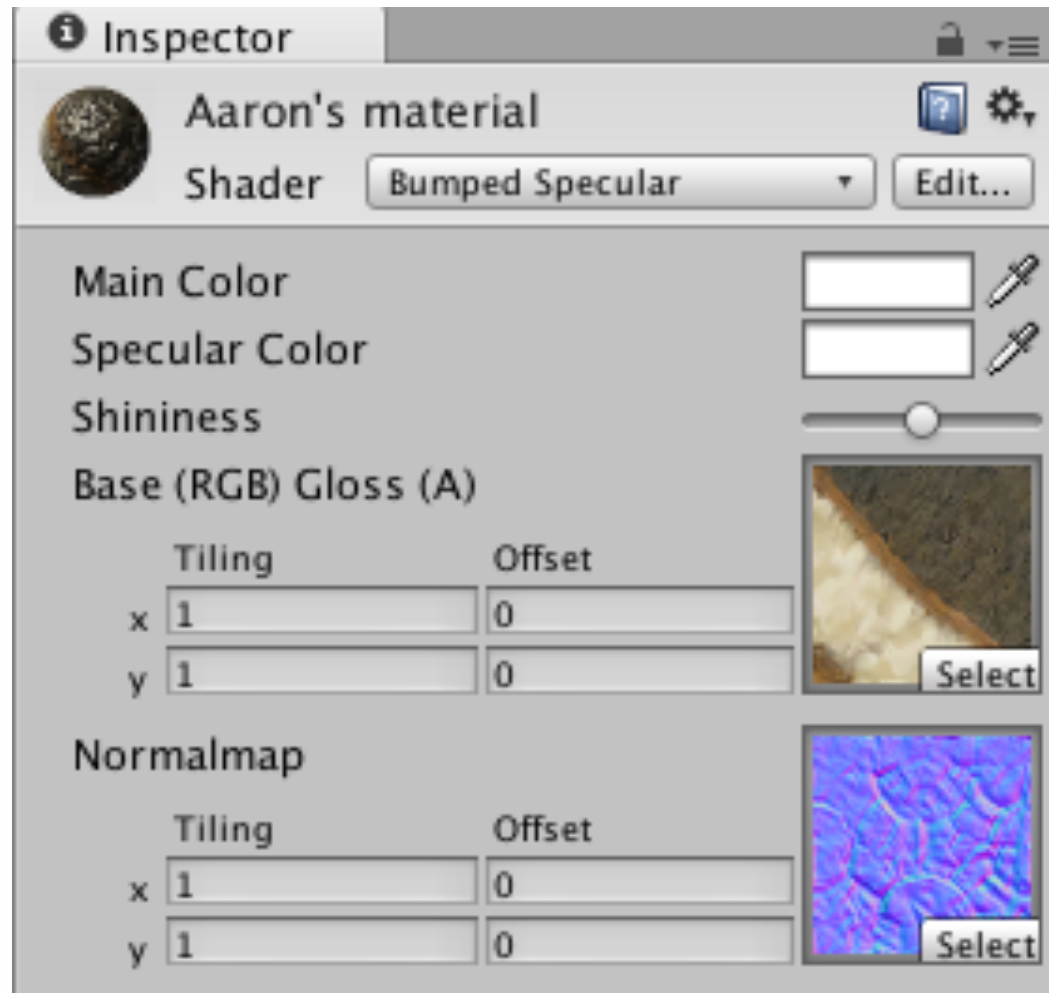 Inspector
Aaron's material
Shader Bumped Specular Edit...
Main Color
Specular Color
Shininess
Base (RGB) Gloss (A)
Tiling Offset
x 1 0
y 1 0
Select
Normalmap
Tiling Offset
x 1 0
y 1 0
Select